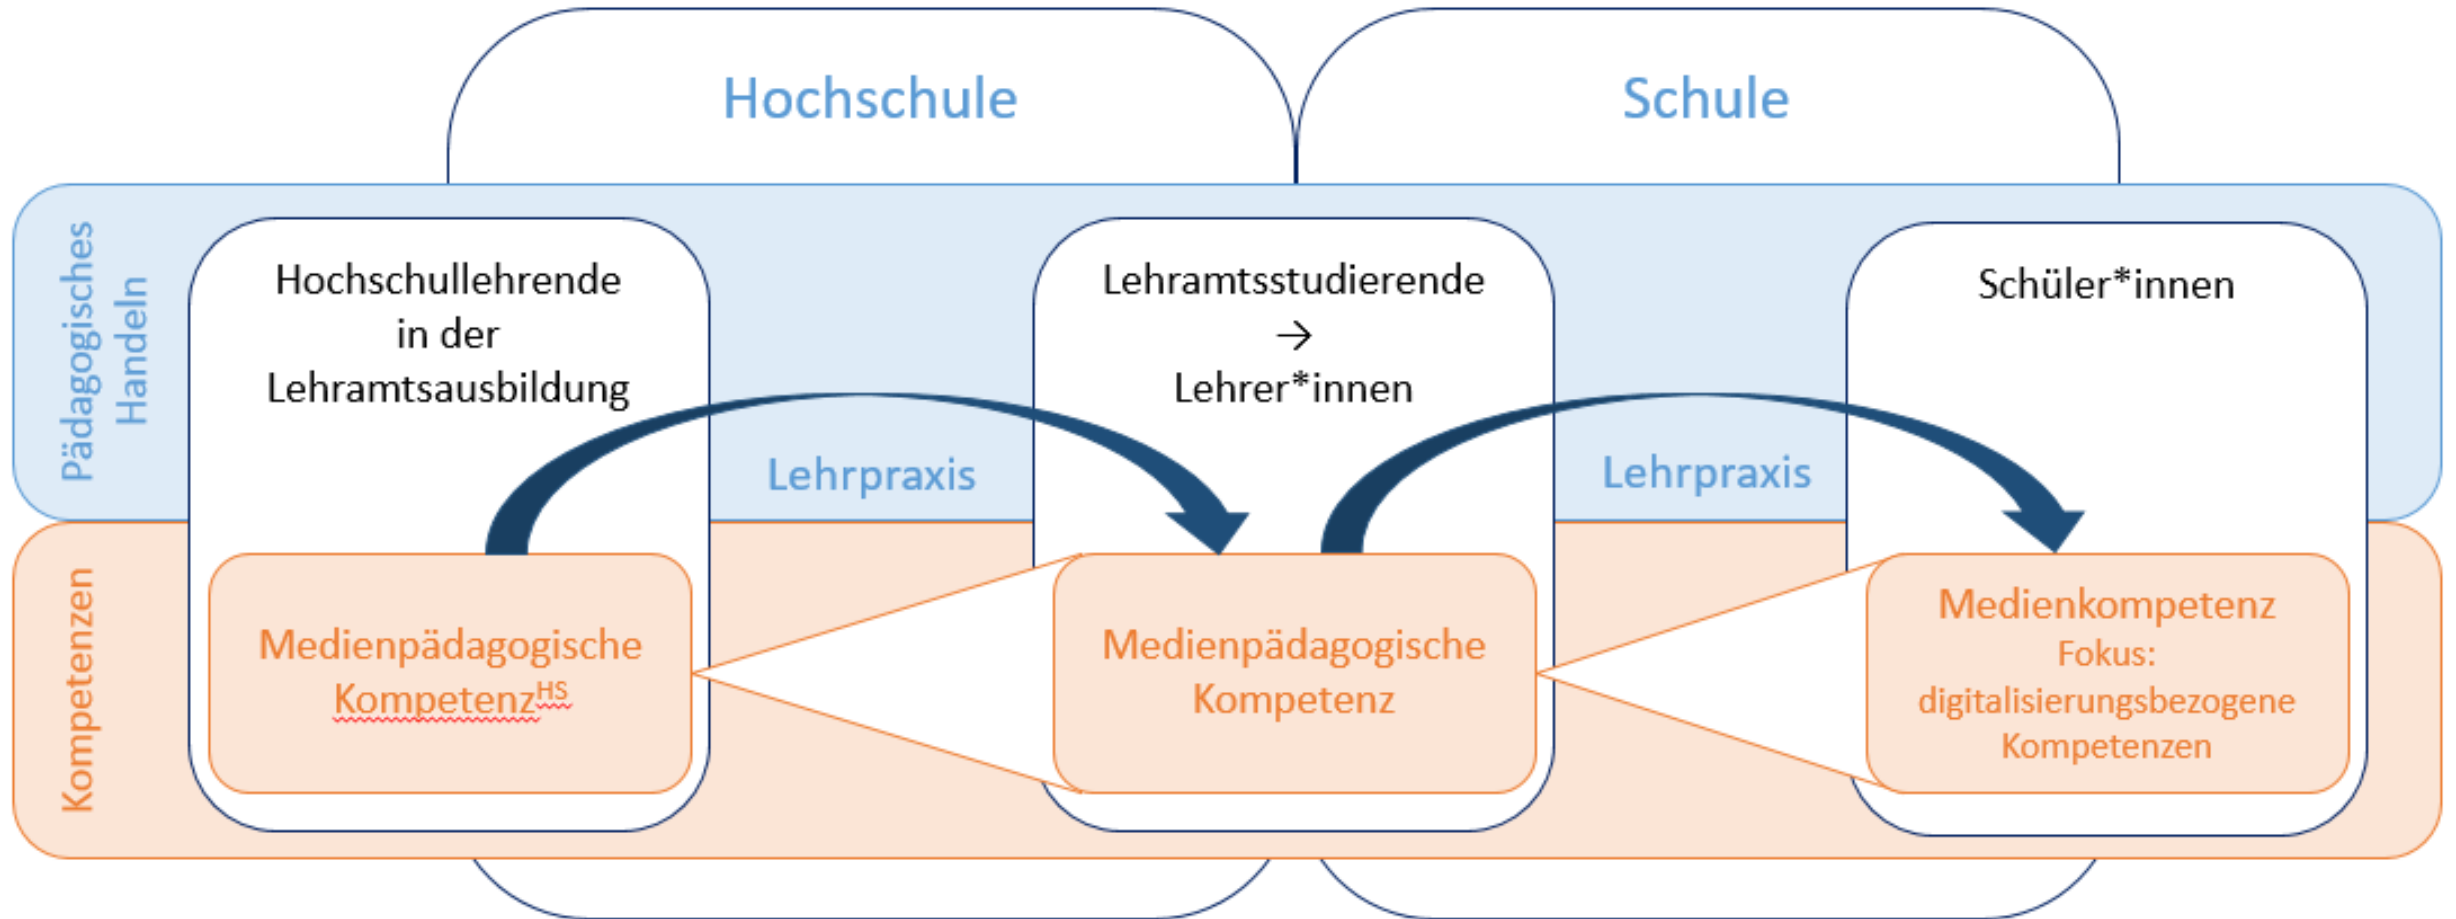 Hochschule
Schule
Pädagogisches
Handeln
Hochschullehrende
in der
Lehramtsausbildung
Lehramtsstudierende
→
Lehrer*innen
Schüler*innen
Lehrpraxis
Lehrpraxis
Kompetenzen
Medienpädagogische
Kompetenzᴴˢ
Medienpädagogische
Kompetenz
Medienkompetenz
Fokus:
digitalisierungsbezogene
Kompetenzen